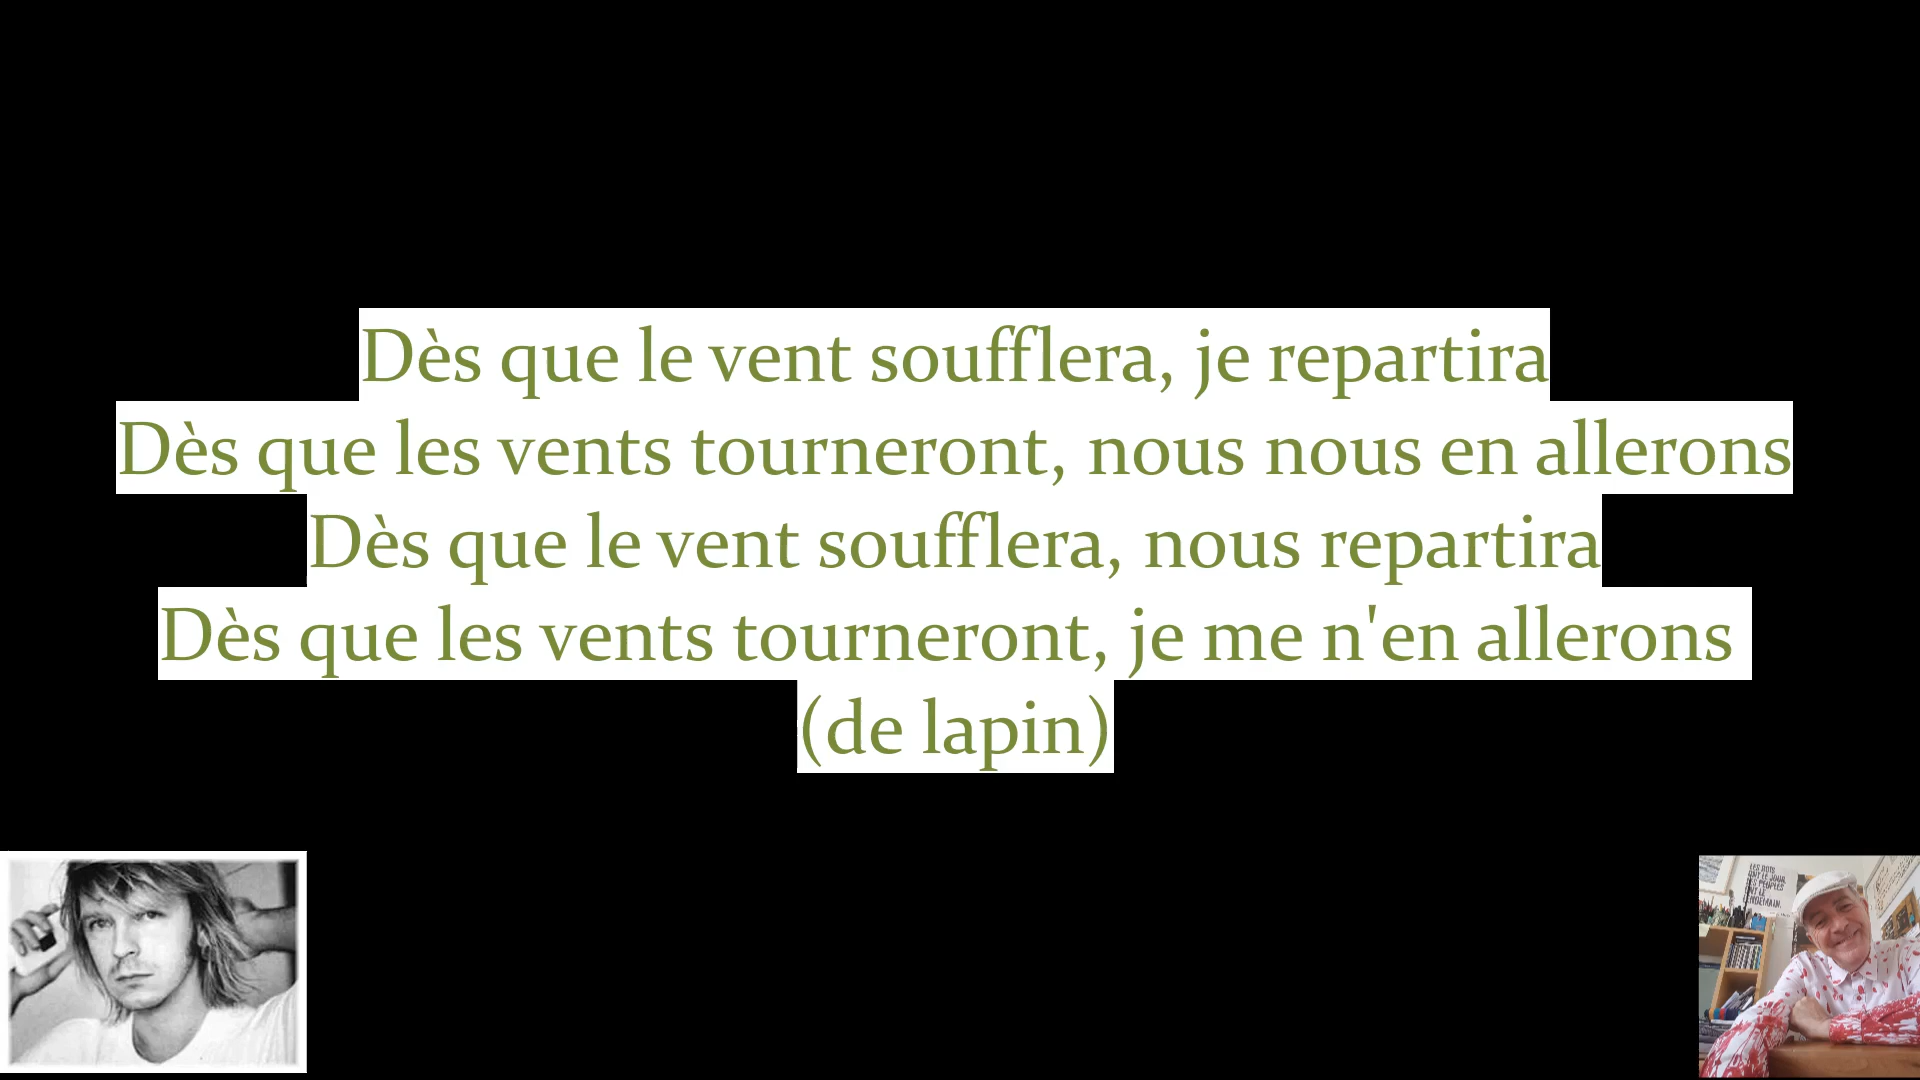 Dès que le vent soufflera, je repartira
Dès que les vents tourneront, nous nous en allerons
Dès que le vent soufflera, nous repartira
Dès que les vents tourneront, je me n'en allerons
(de lapin)